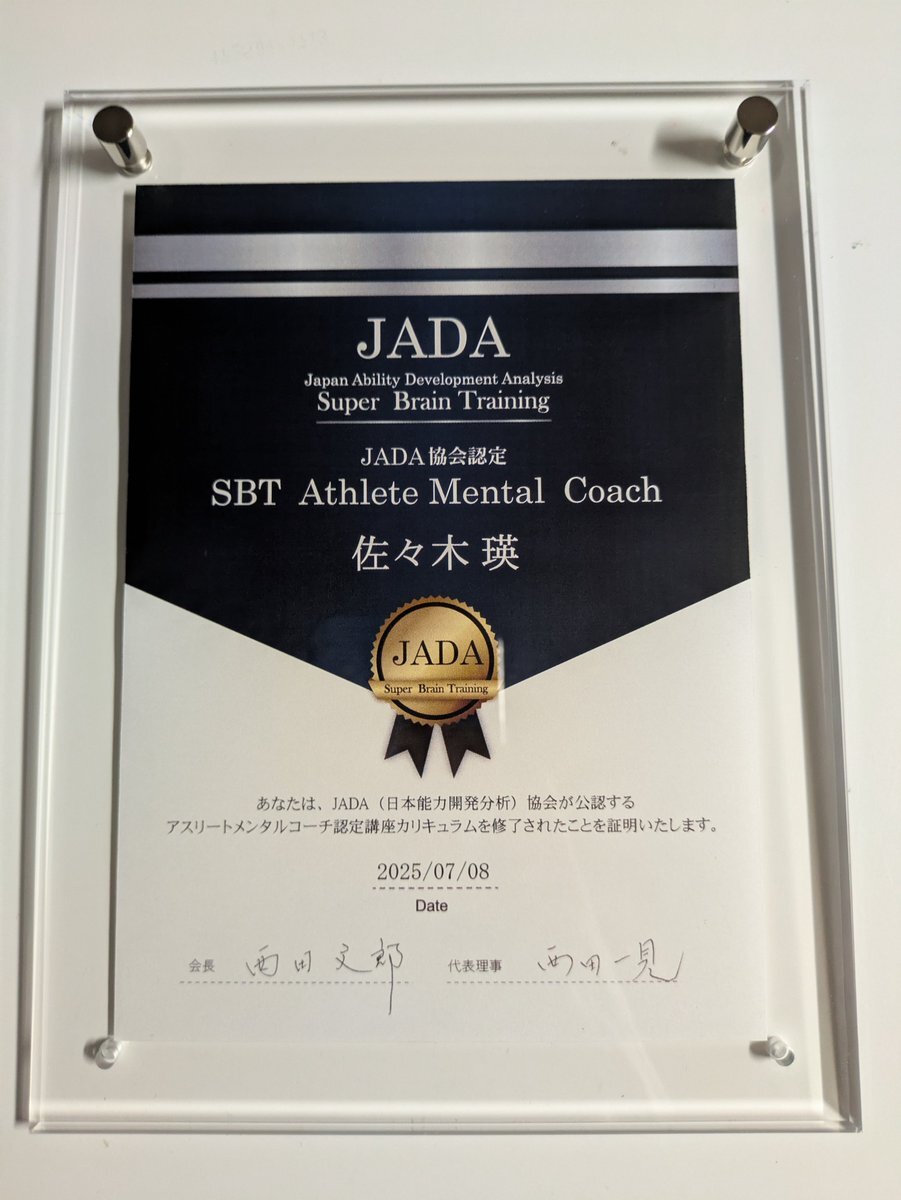 JADA
Japan Ability Development Analysis
Super Brain Training
JADA協会認定
SBT Athlete Mental Coach
佐々木 瑛
JADA
Super Brain Training
あなたは、JADA（日本能力開発分析）協会が公認する
アスリートメンタルコーチ認定講座カリキュラムを修了されたことを証明いたします。
2025/07/08
Date
会長 西田文郎 代表理事 西田一見